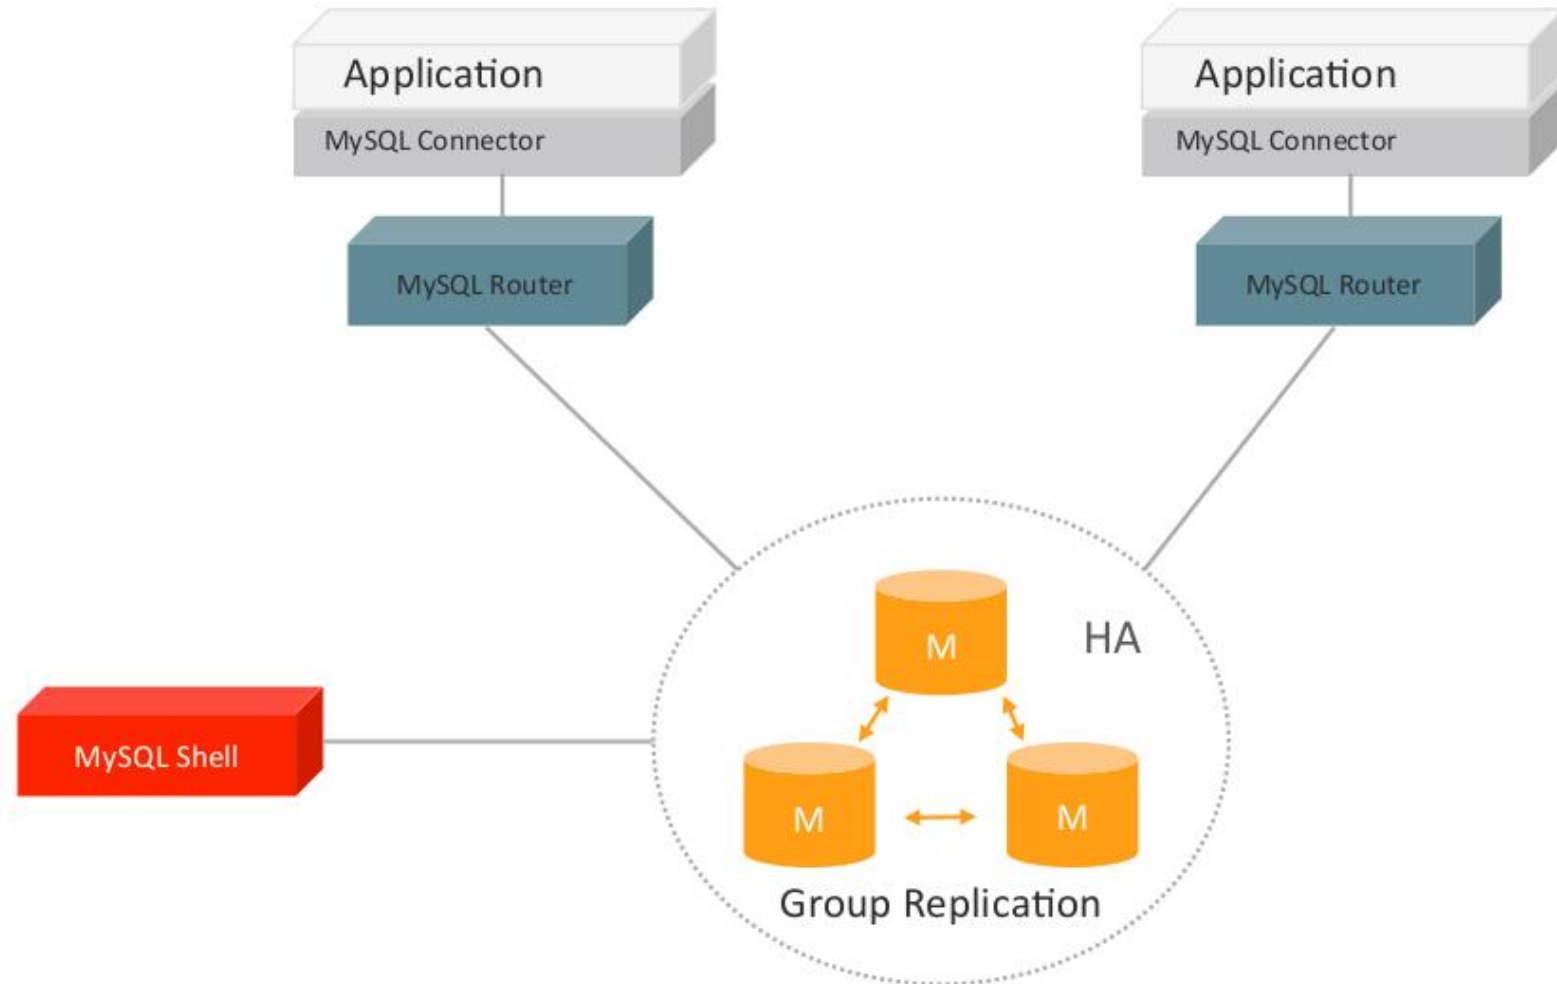 Application
MySQL Connector
MySQL Router
Application
MySQL Connector
MySQL Router
MySQL Shell
HA
M
M
M
Group Replication